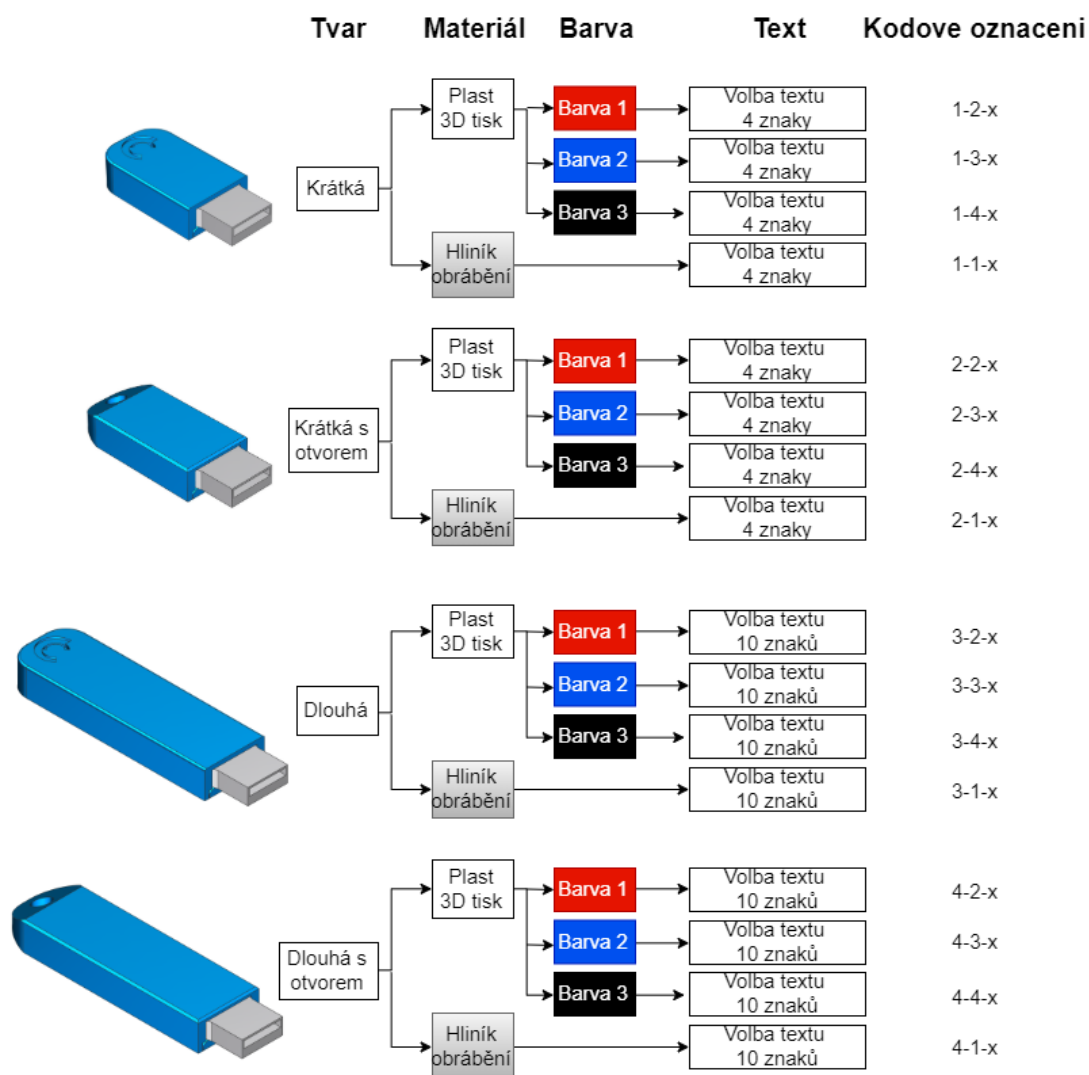 Tvar Materiál Barva Text Kodove oznaceni
Plast
3D tisk
Barva 1
Volba textu
4 znaky
1-2-x
Barva 2
Volba textu
4 znaky
1-3-x
Krátká
Barva 3
Volba textu
4 znaky
1-4-x
Hliník
obrábění
Volba textu
4 znaky
1-1-x
Plast
3D tisk
Barva 1
Volba textu
4 znaky
2-2-x
Barva 2
Volba textu
4 znaky
2-3-x
Krátká s
otvorem
Barva 3
Volba textu
4 znaky
2-4-x
Hliník
obrábění
Volba textu
4 znaky
2-1-x
Plast
3D tisk
Barva 1
Volba textu
10 znaků
3-2-x
Barva 2
Volba textu
10 znaků
3-3-x
Dlouhá
Barva 3
Volba textu
10 znaků
3-4-x
Hliník
obrábění
Volba textu
10 znaků
3-1-x
Plast
3D tisk
Barva 1
Volba textu
10 znaků
4-2-x
Barva 2
Volba textu
10 znaků
4-3-x
Dlouhá s
otvorem
Barva 3
Volba textu
10 znaků
4-4-x
Hliník
obrábění
Volba textu
10 znaků
4-1-x